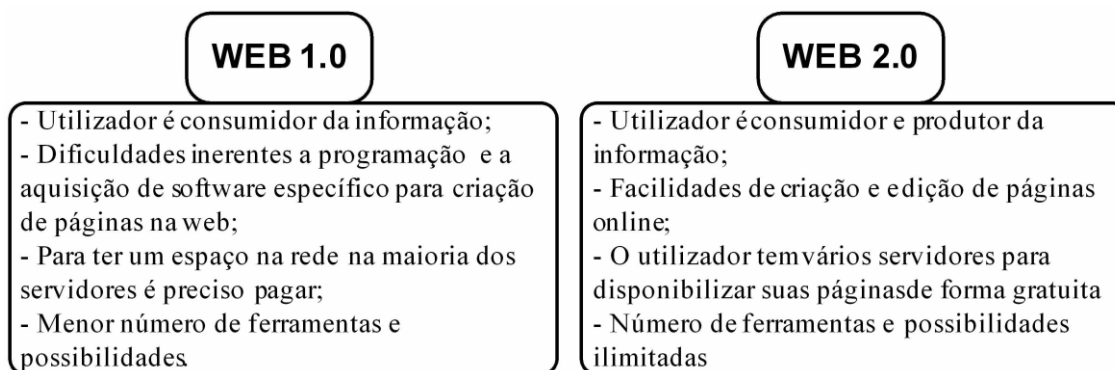 WEB 1.0
- Utilizador é consumidor da informação;
- Dificuldades inerentes a programação e a
aquisição de software específico para criação
de páginas na web;
- Para ter um espaço na rede na maioria dos
servidores é preciso pagar;
- Menor número de ferramentas e
possibilidades.
WEB 2.0
- Utilizador éconsumidor e produtor da
informação;
- Facilidades de criação e edição de páginas
online;
- O utilizador temvários servidores para
disponibilizar suas páginasde forma gratuita
- Número de ferramentas e possibilidades
ilimitadas